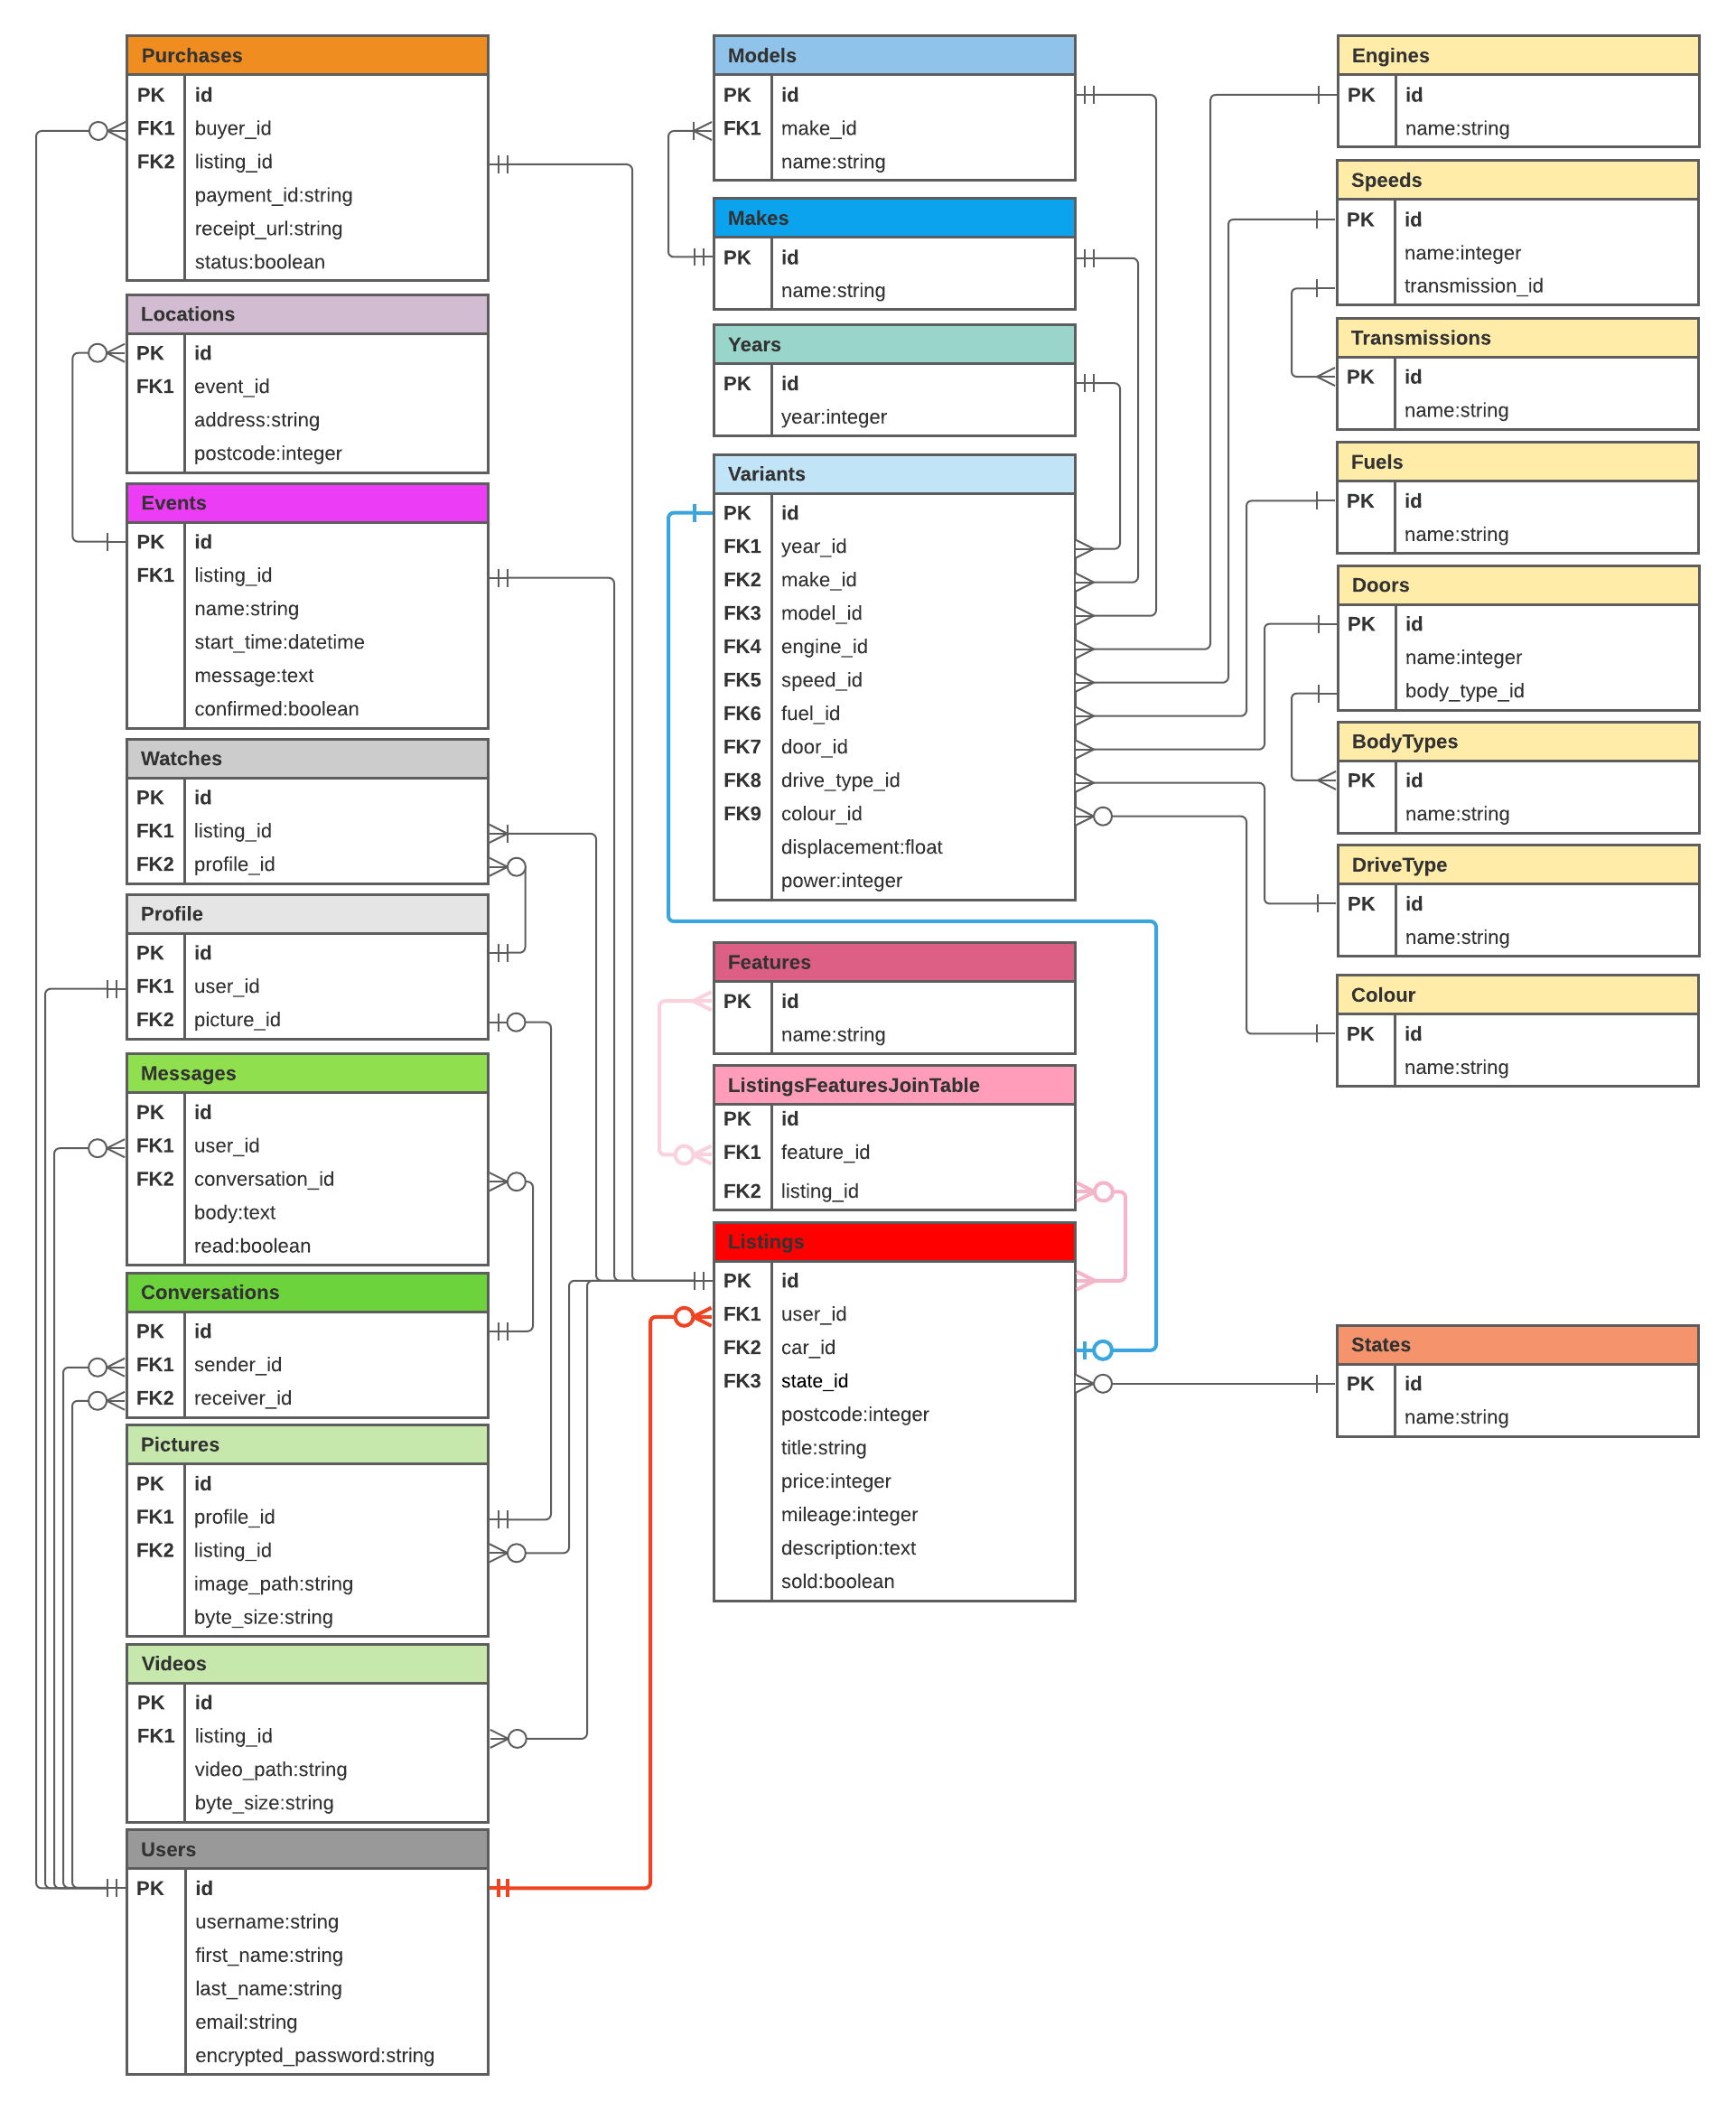 Purchases
PK id
FK1 buyer_id
FK2 listing_id
payment_id:string
receipt_url:string
status:boolean
Locations
PK id
FK1 event_id
address:string
postcode:integer
Events
PK id
FK1 listing_id
name:string
start_time:datetime
message:text
confirmed:boolean
Watches
PK id
FK1 listing_id
FK2 profile_id
Profile
PK id
FK1 user_id
FK2 picture_id
Messages
PK id
FK1 user_id
FK2 conversation_id
body:text
read:boolean
Conversations
PK id
FK1 sender_id
FK2 receiver_id
Pictures
PK id
FK1 profile_id
FK2 listing_id
image_path:string
byte_size:string
Videos
PK id
FK1 listing_id
video_path:string
byte_size:string
Users
PK id
username:string
first_name:string
last_name:string
email:string
encrypted_password:string
Models
PK id
FK1 make_id
name:string
Makes
PK id
name:string
Years
PK id
year:integer
Variants
PK id
FK1 year_id
FK2 make_id
FK3 model_id
FK4 engine_id
FK5 speed_id
FK6 fuel_id
FK7 door_id
FK8 drive_type_id
FK9 colour_id
displacement:float
power:integer
Features
PK id
name:string
ListingsFeaturesJoinTable
PK id
FK1 feature_id
FK2 listing_id
Listings
PK id
FK1 user_id
FK2 car_id
FK3 state_id
postcode:integer
title:string
price:integer
mileage:integer
description:text
sold:boolean
Engines
PK id
name:string
Speeds
PK id
name:integer
transmission_id
Transmissions
PK id
name:string
Fuels
PK id
name:string
Doors
PK id
name:integer
body_type_id
BodyTypes
PK id
name:string
DriveType
PK id
name:string
Colour
PK id
name:string
States
PK id
name:string